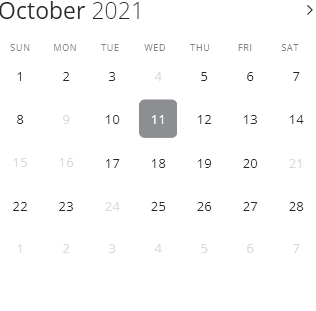 October 2021
SUN MON TUE WED THU FRI SAT
1 2 3 4 5 6 7
8 9 10 11 12 13 14
15 16 17 18 19 20 21
22 23 24 25 26 27 28
1 2 3 4 5 6 7